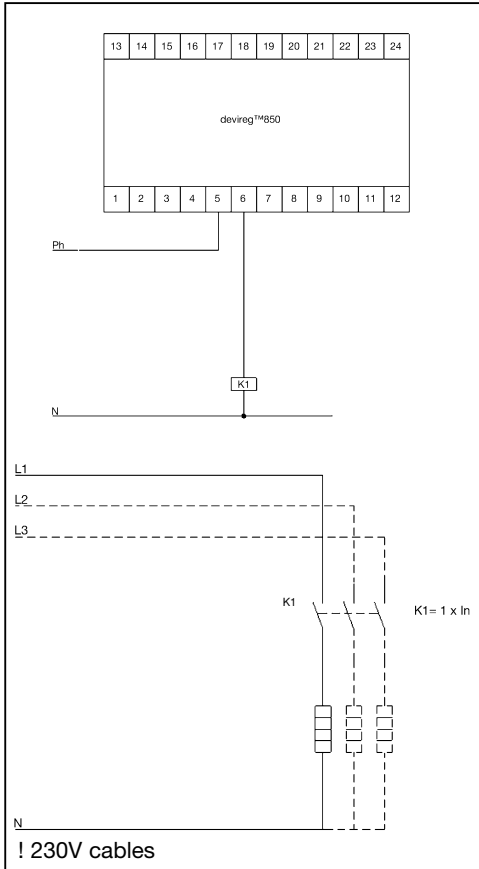 13 14 15 16 17 18 19 20 21 22 23 24
devireg™850
1 2 3 4 5 6 7 8 9 10 11 12
Ph
K1
N
L1
L2
L3
K1
K1= 1 x In
N
! 230V cables